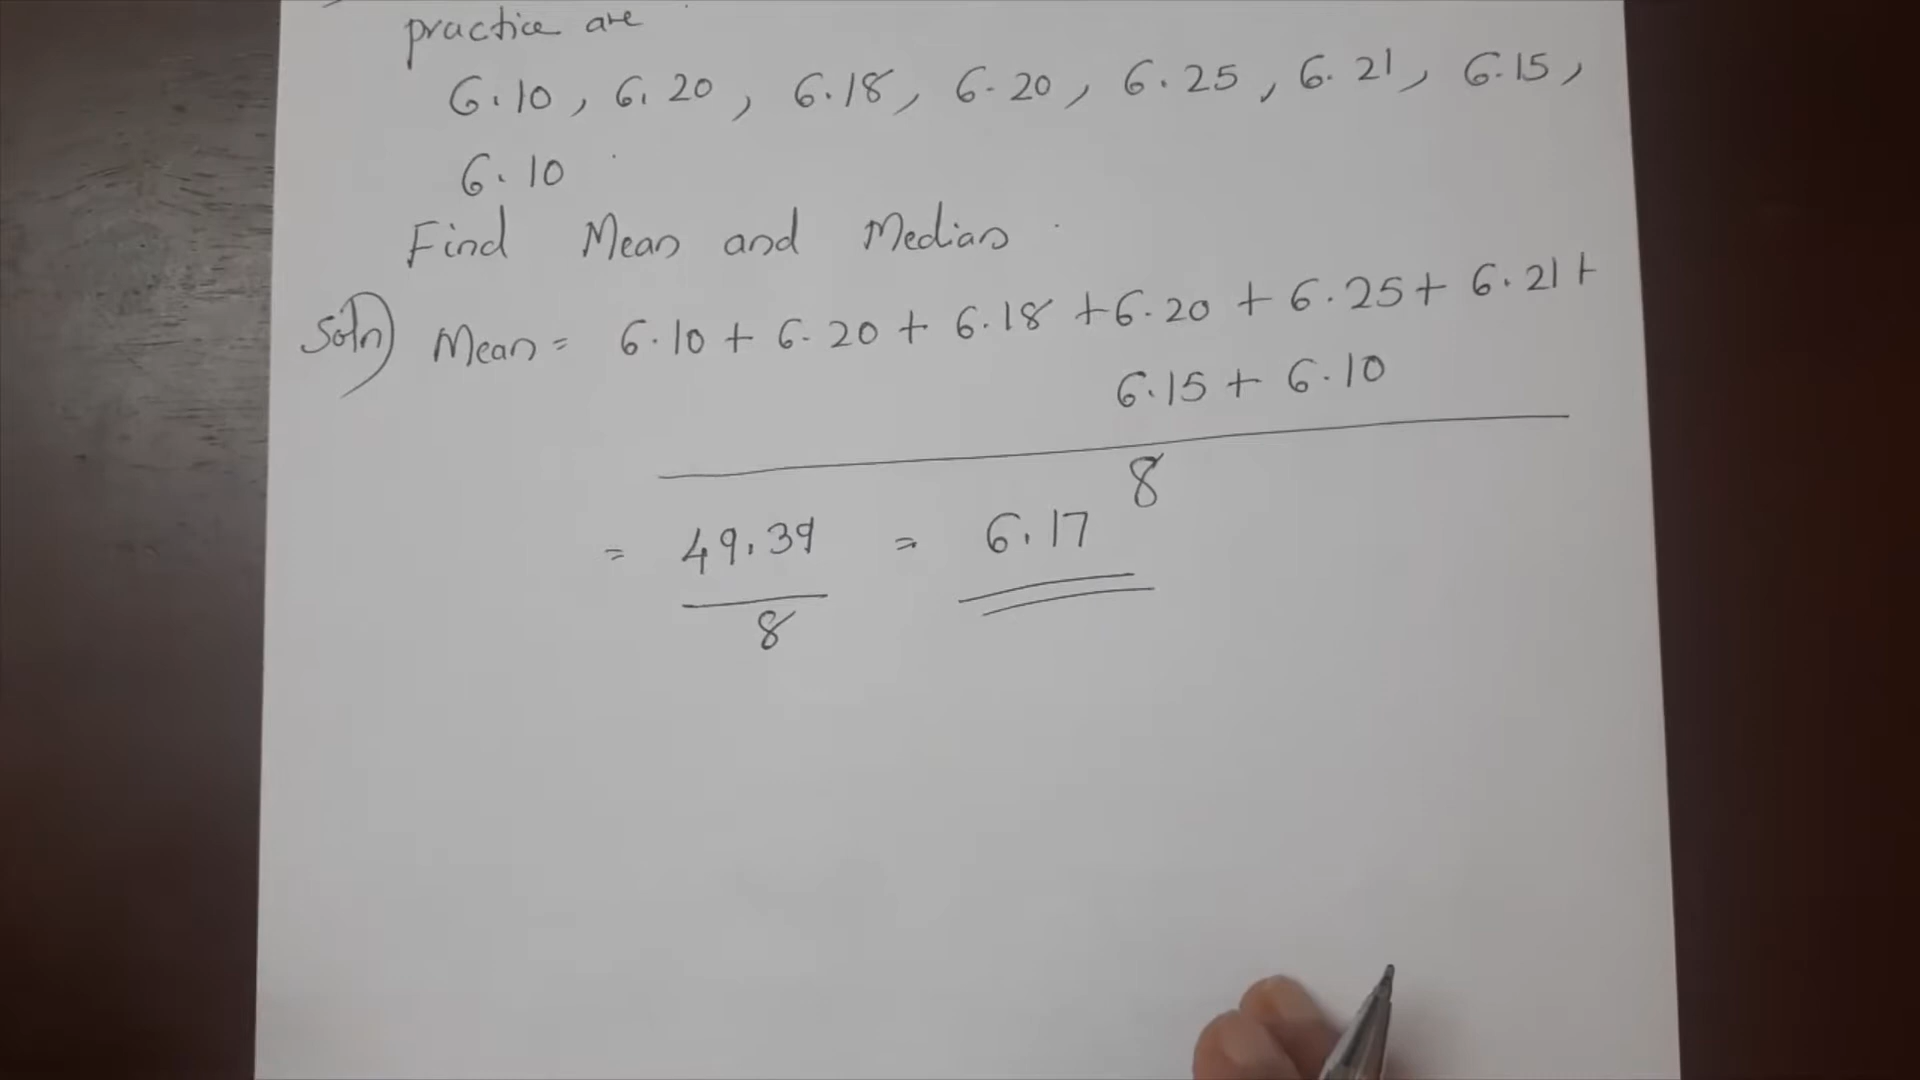 practice are
6.10, 6.20, 6.18, 6.20, 6.25, 6.21, 6.15,
6.10
Find Mean and Median
Soln) Mean = 6.10 + 6.20 + 6.18 + 6.20 + 6.25 + 6.21 +
6.15 + 6.10
8
= 49.39 = 6.17
8